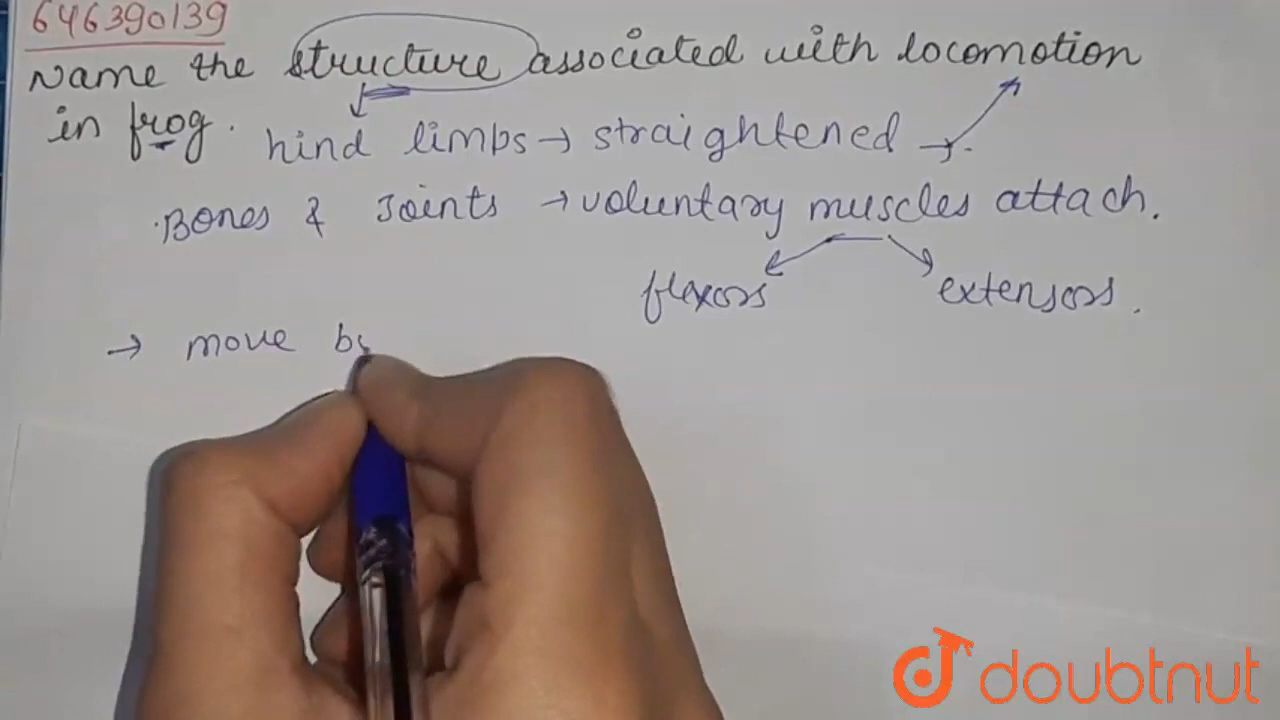 646390139
Name the structure associated with locomotion
in frog.
hind limbs → straightened →.
.Bones & Joints → voluntary muscles attach.
flexors extensors.
→ move
doubtnut